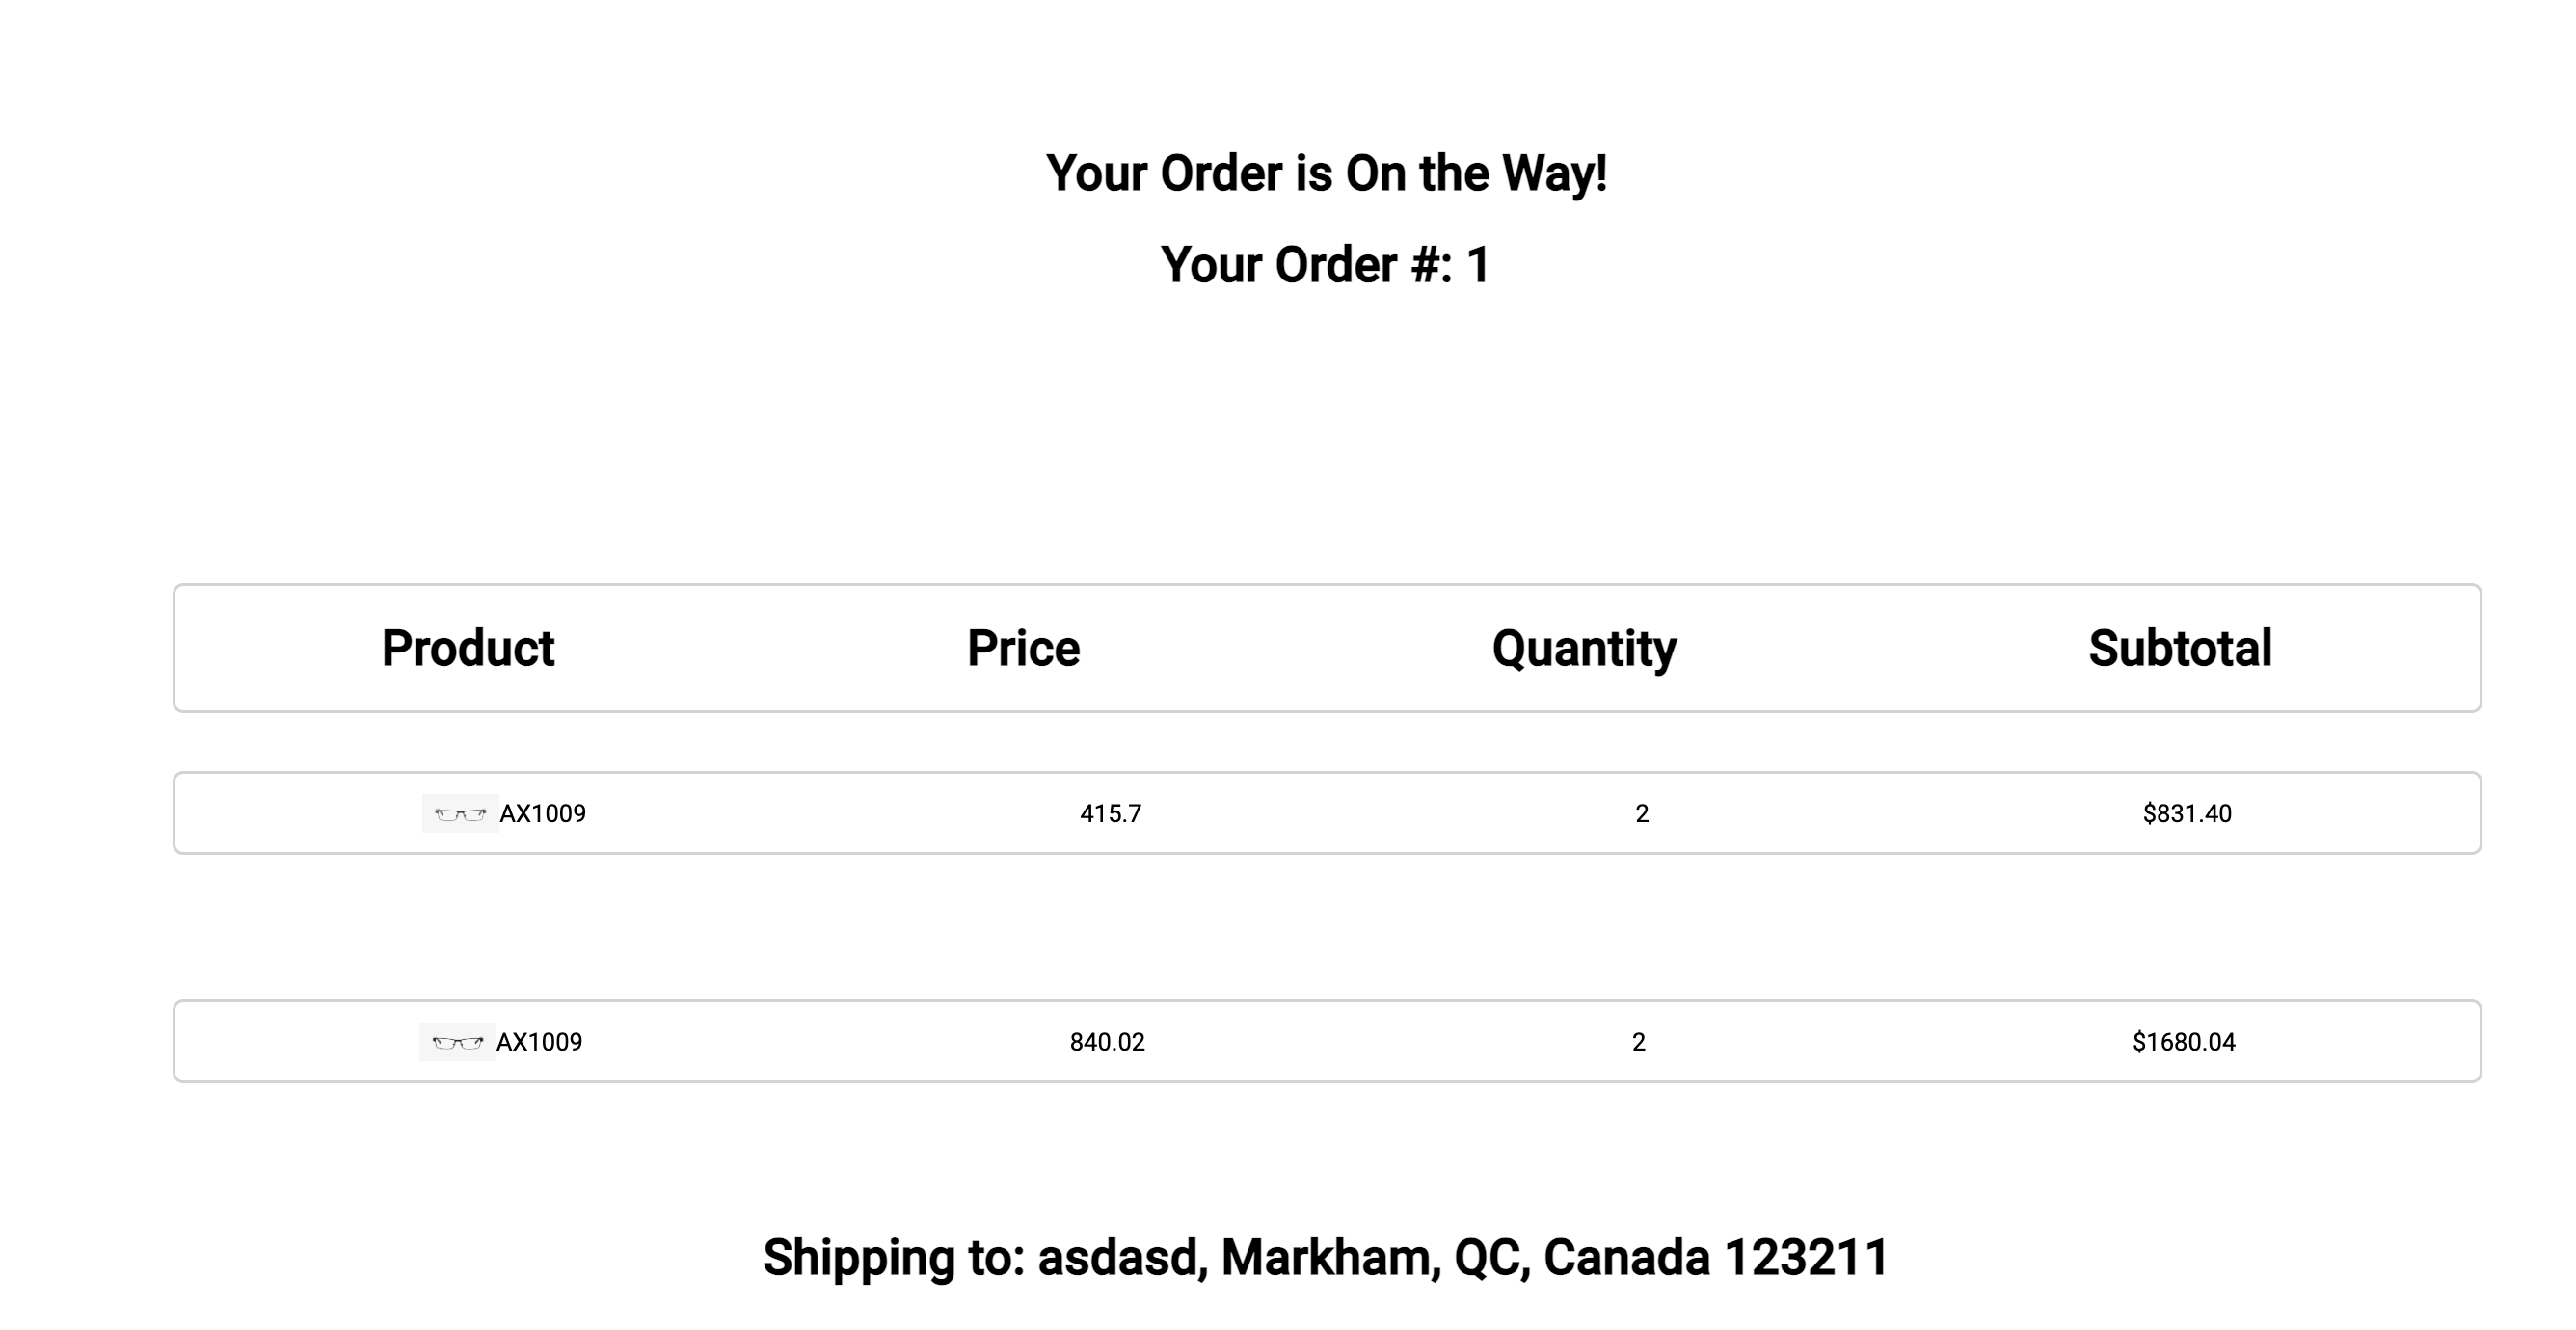 Your Order is On the Way!
Your Order #: 1
Product Price Quantity Subtotal
AX1009 415.7 2 $831.40
AX1009 840.02 2 $1680.04
Shipping to: asdasd, Markham, QC, Canada 123211